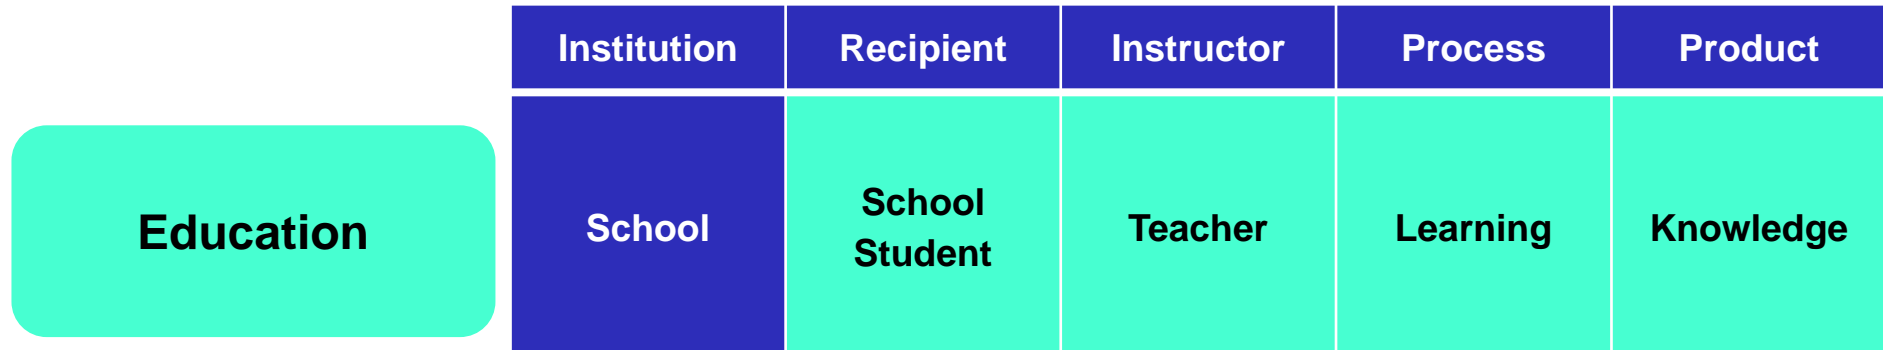 Institution Recipient Instructor Process Product
Education
School
School
Student
Teacher
Learning
Knowledge